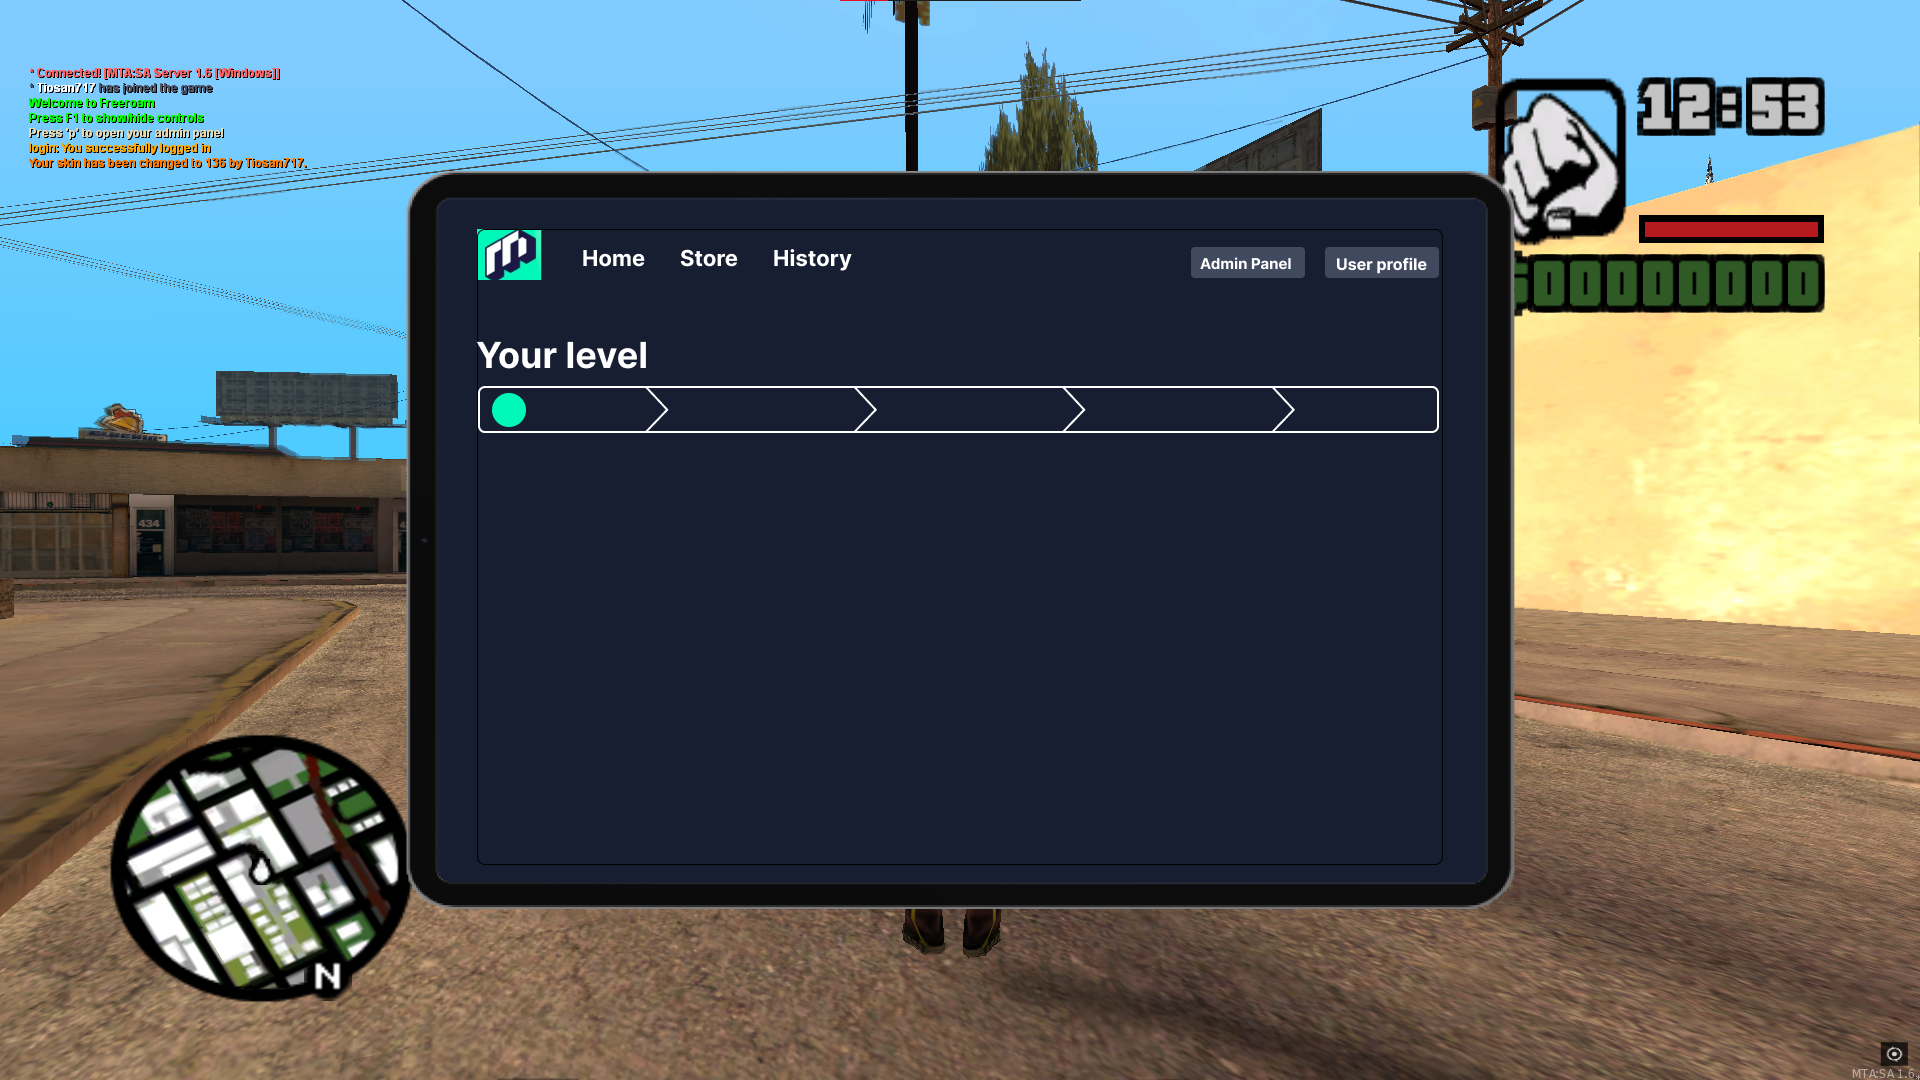 * Connected! [MTA:SA Server 1.6 [Windows]]
* Tiosan717 has joined the game
Welcome to Freeroam
Press F1 to show/hide controls
Press 'p' to open your admin panel
login: You successfully logged in
Your skin has been changed to 136 by Tiosan717.
12:53
$00000000
Home
Store
History
Admin Panel
User profile
Your level
434
N
MTA:SA 1.6